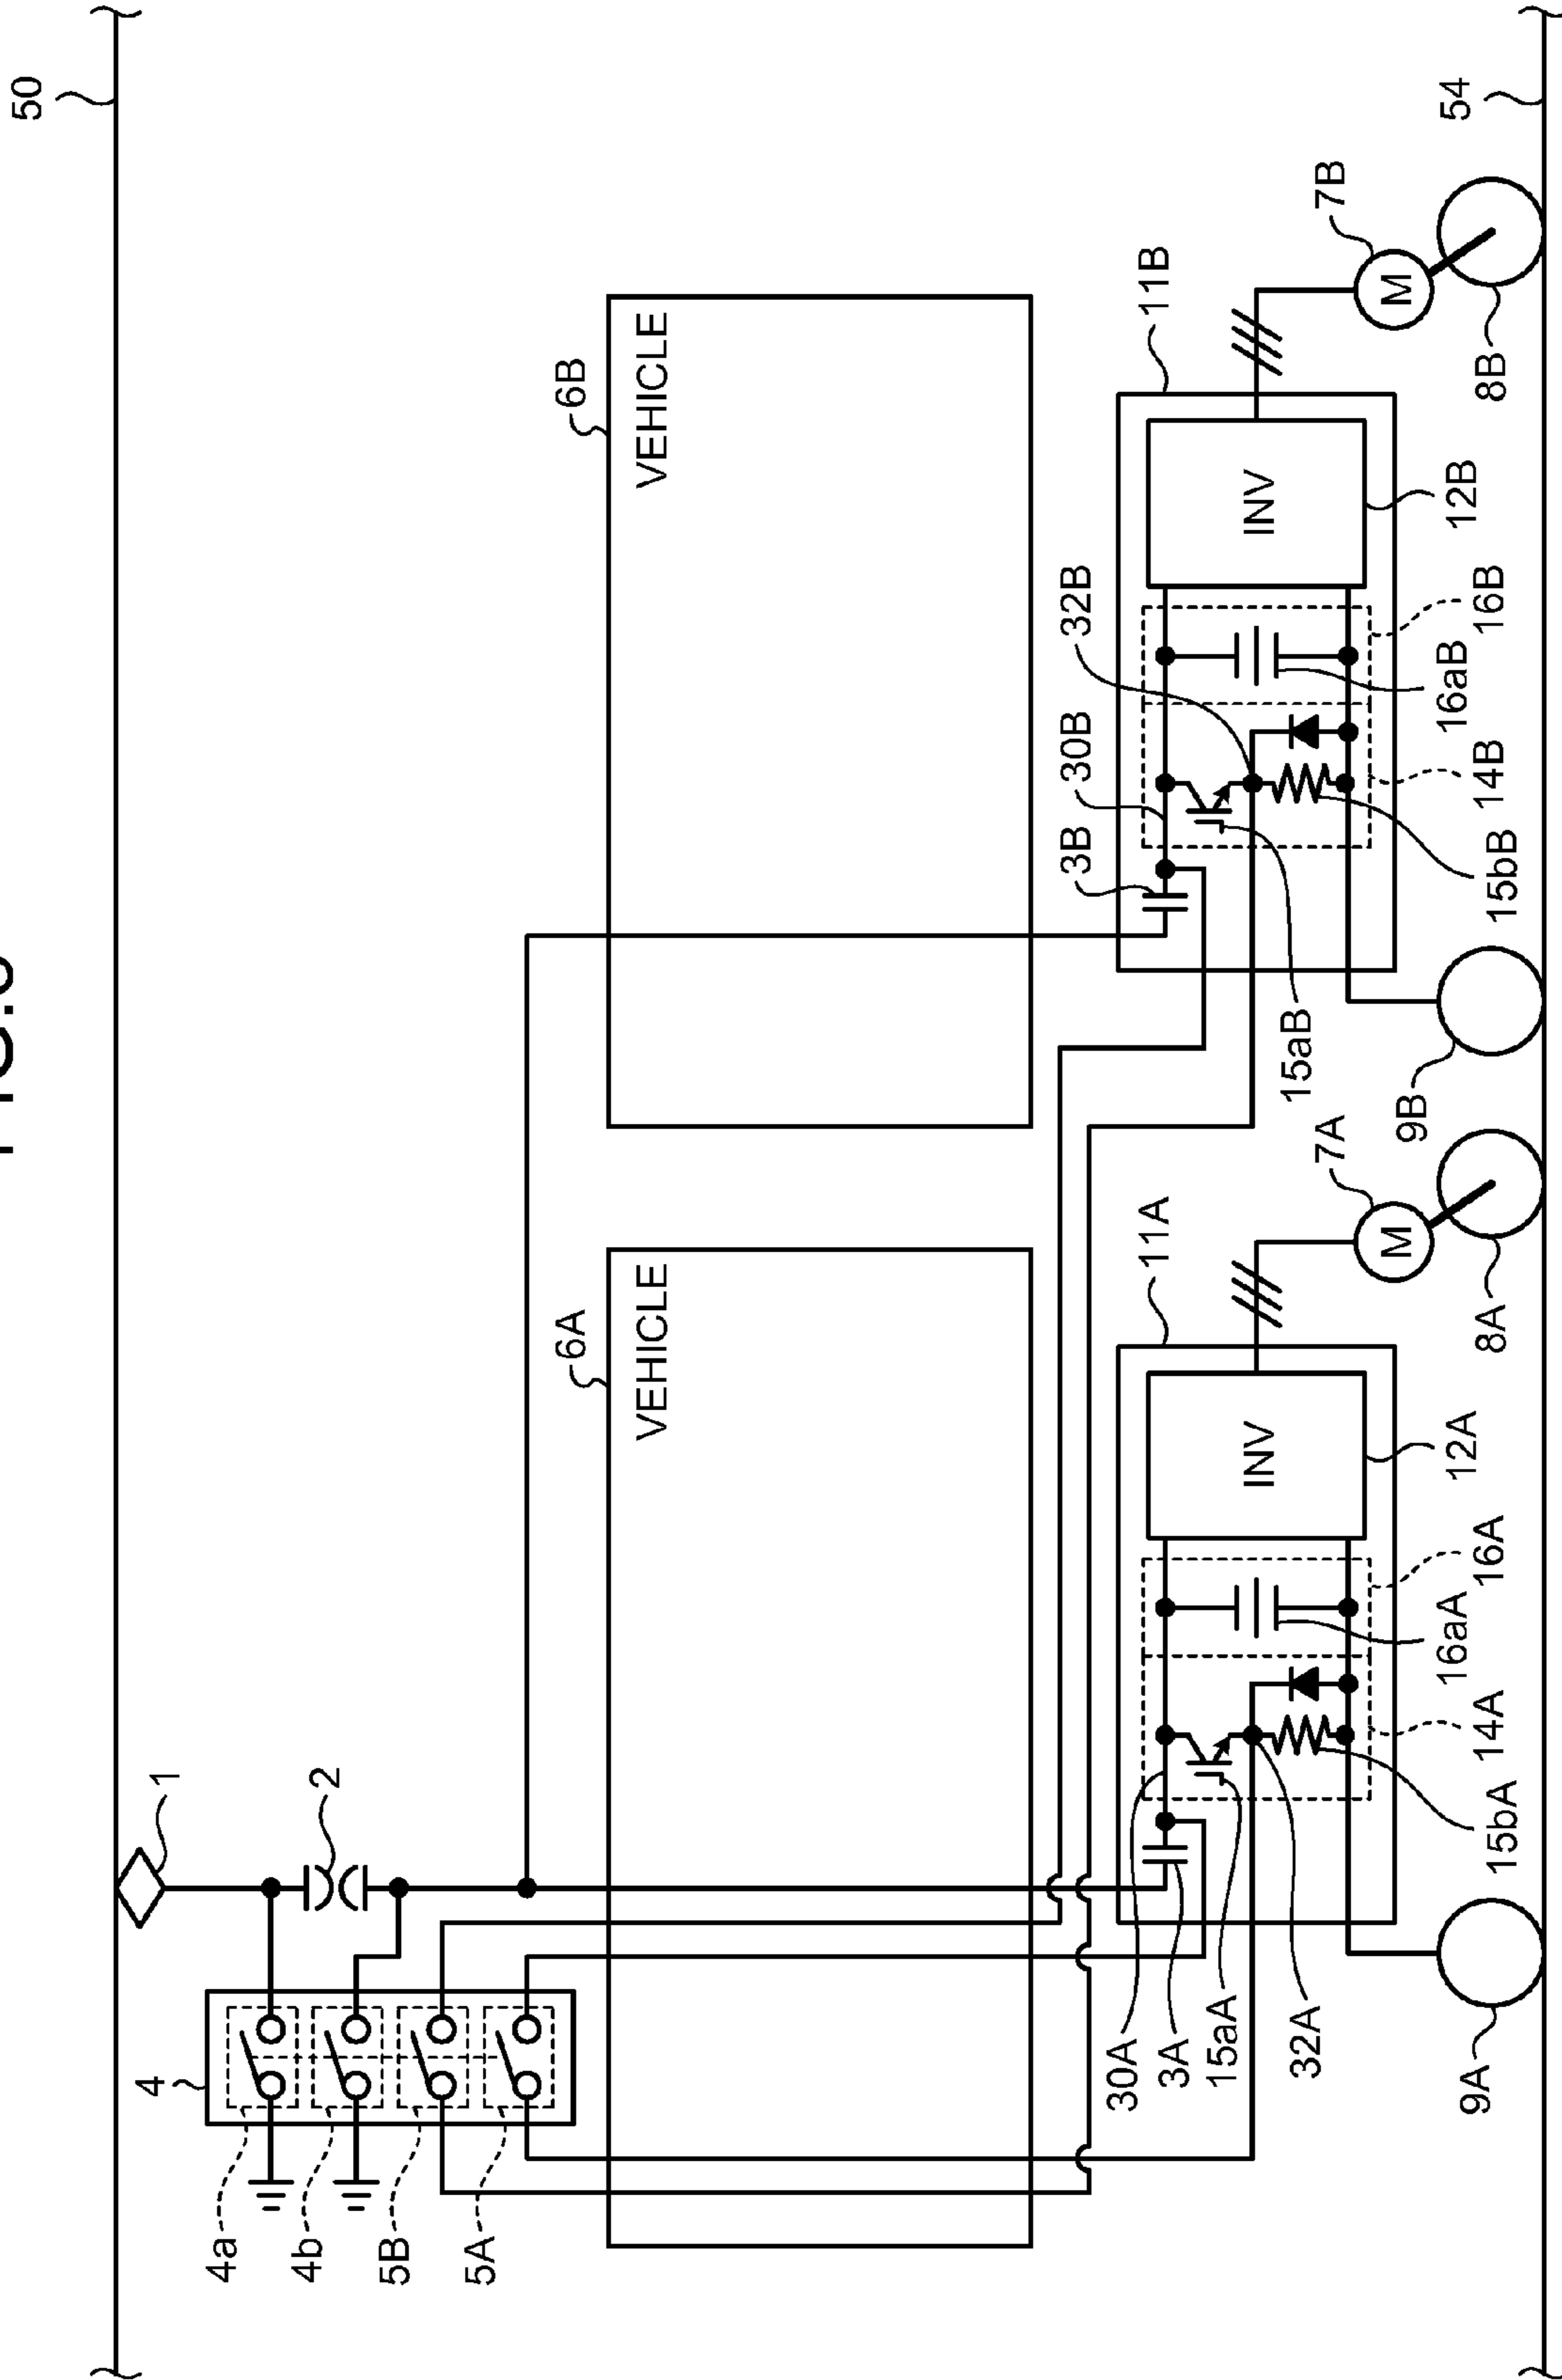 50
1
2
4
4a
4b
5B
5A
6A
VEHICLE
6B
VEHICLE
11A
INV
12A
16A
16aA
14A
15bA
30A
3A
15aA
32A
9A
7A
M
8A
11B
INV
12B
32B
30B
3B
16B
16aB
14B
15bB
15aB
9B
7B
M
8B
54